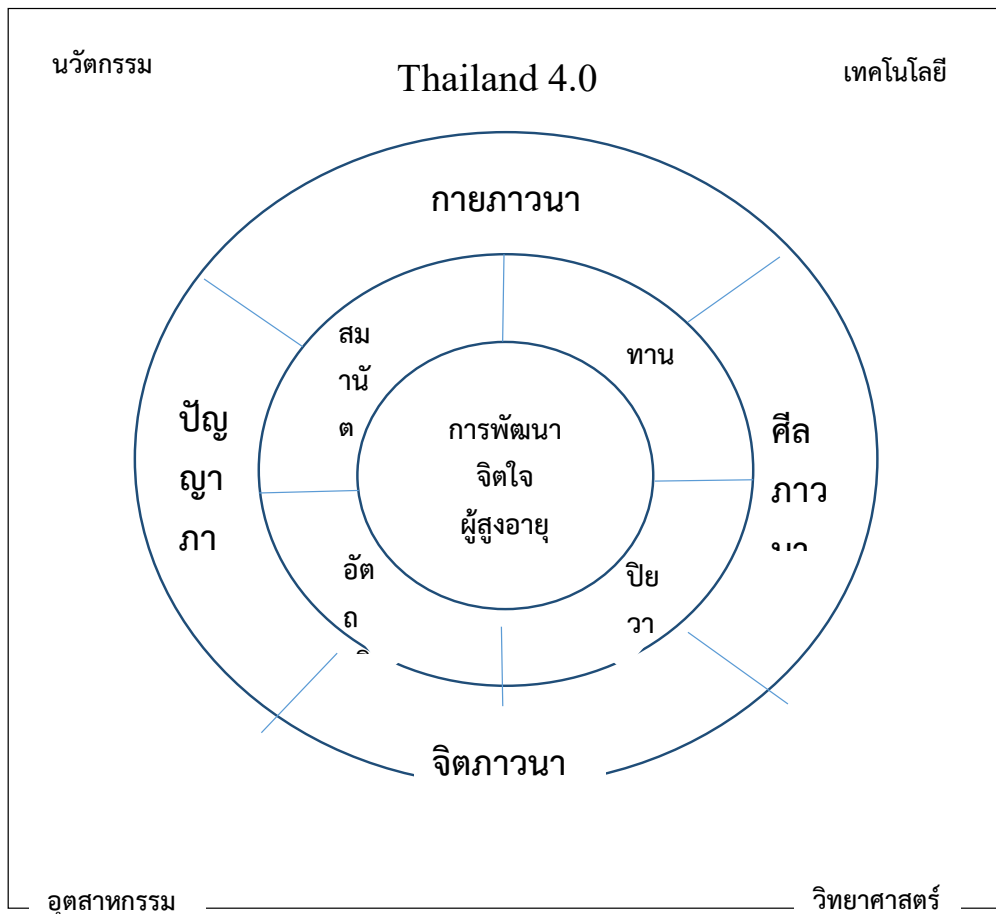 นวัตกรรม
Thailand 4.0
เทคโนโลยี
กายภาวนา
สม
านั
ต
ทาน
ปัญ
ญา
ภา
การพัฒนา
จิตใจ
ผู้สูงอายุ
ศีล
ภาว
อัต
ถ
ปิย
วา
จิตภาวนา
อุตสาหกรรม
วิทยาศาสตร์